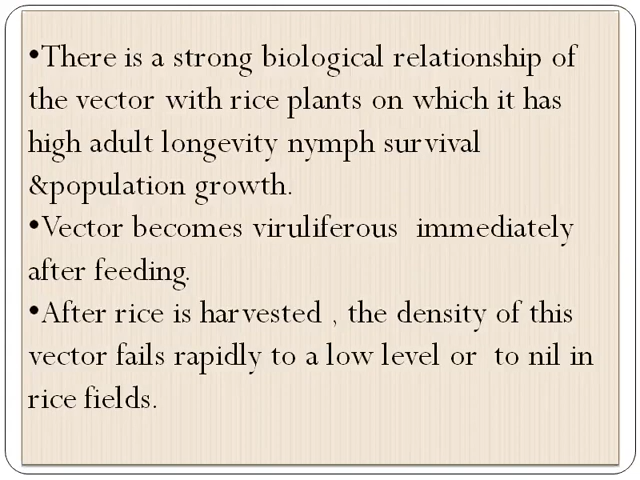 •There is a strong biological relationship of
the vector with rice plants on which it has
high adult longevity nymph survival
&population growth.
•Vector becomes viruliferous  immediately
after feeding.
•After rice is harvested , the density of this
vector fails rapidly to a low level or  to nil in
rice fields.